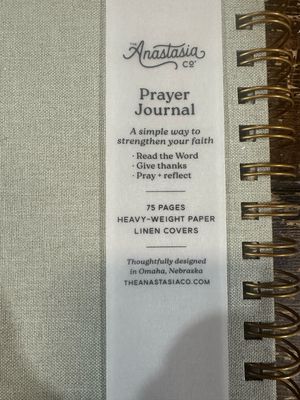 THE
Anastasia
CO.
Prayer
Journal
A simple way to
strengthen your faith
· Read the Word
· Give thanks
· Pray + reflect
75 PAGES
HEAVY-WEIGHT PAPER
LINEN COVERS
Thoughtfully designed
in Omaha, Nebraska
THEANASTASIACO.COM